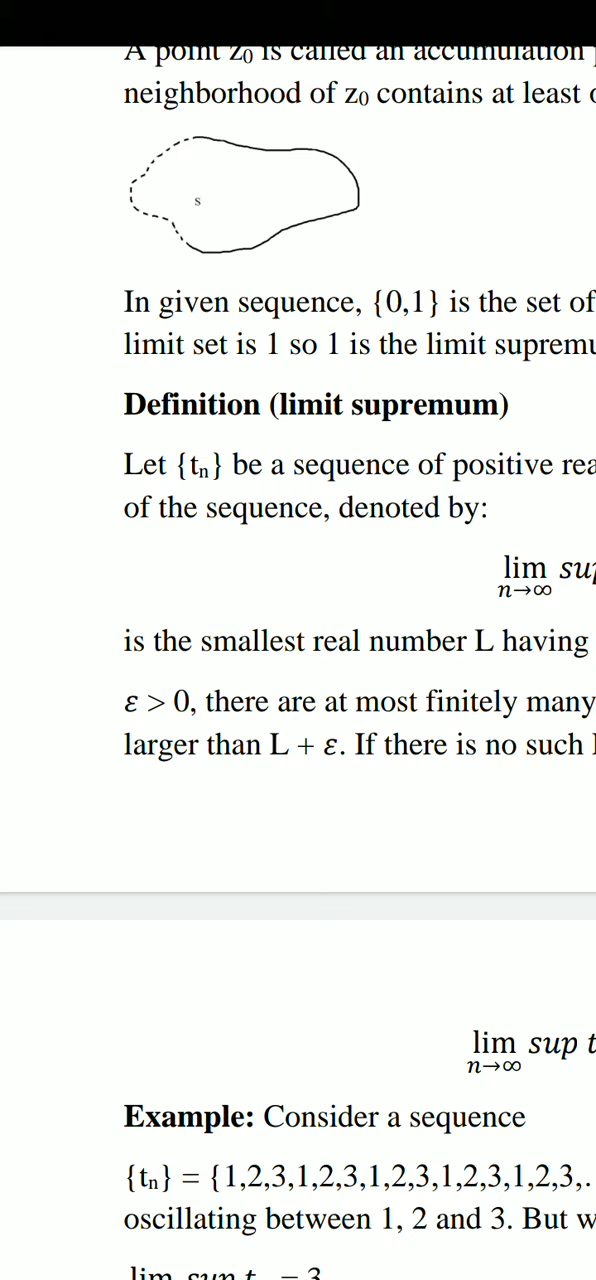 A point z₀ is called an accumulation
neighborhood of z₀ contains at least
s
In given sequence, {0,1} is the set of
limit set is 1 so 1 is the limit
Definition (limit supremum)
Let {tₙ} be a sequence of positive
of the sequence, denoted by:
lim
n→∞
is the smallest real number L having
ε > 0, there are at most finitely many
larger than L + ε. If there is no such
lim sup t
n→∞
Example: Consider a sequence
{tₙ} = {1,2,3,1,2,3,1,2,3,1,2,3,1,2,3,.
oscillating between 1, 2 and 3. But
lim sup t = 3